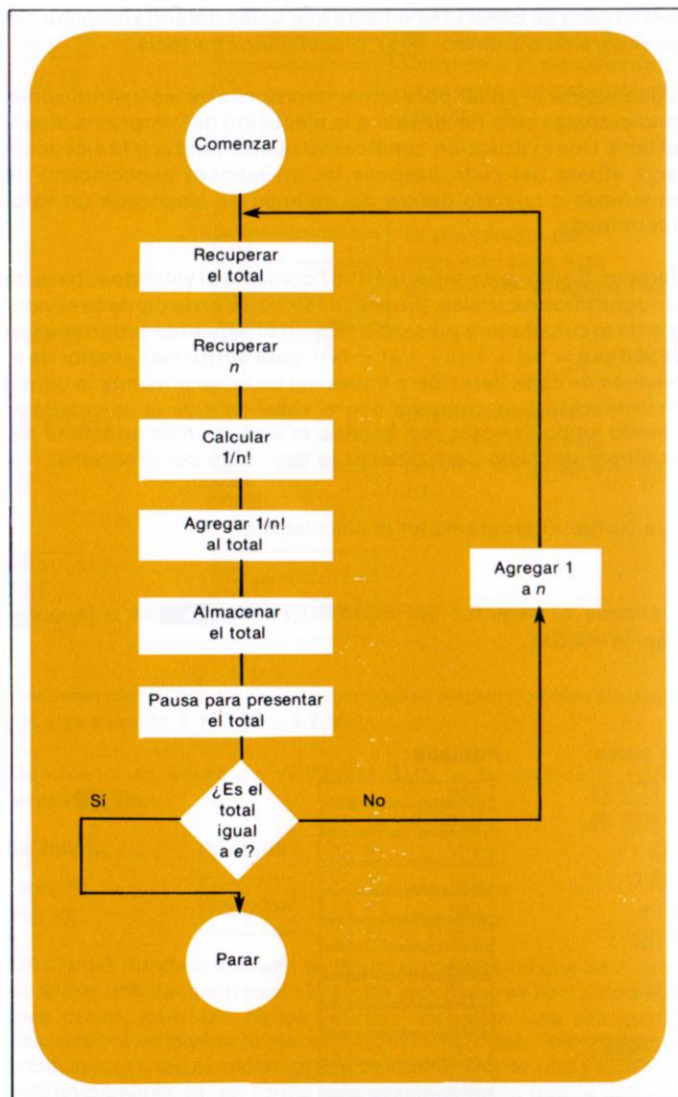 Comenzar
Recuperar
el total
Recuperar
n
Calcular
1/n!
Agregar 1/n!
al total
Almacenar
el total
Pausa para presentar
el total
¿Es el
total
igual
a e?
Sí
No
Agregar 1
a n
Parar